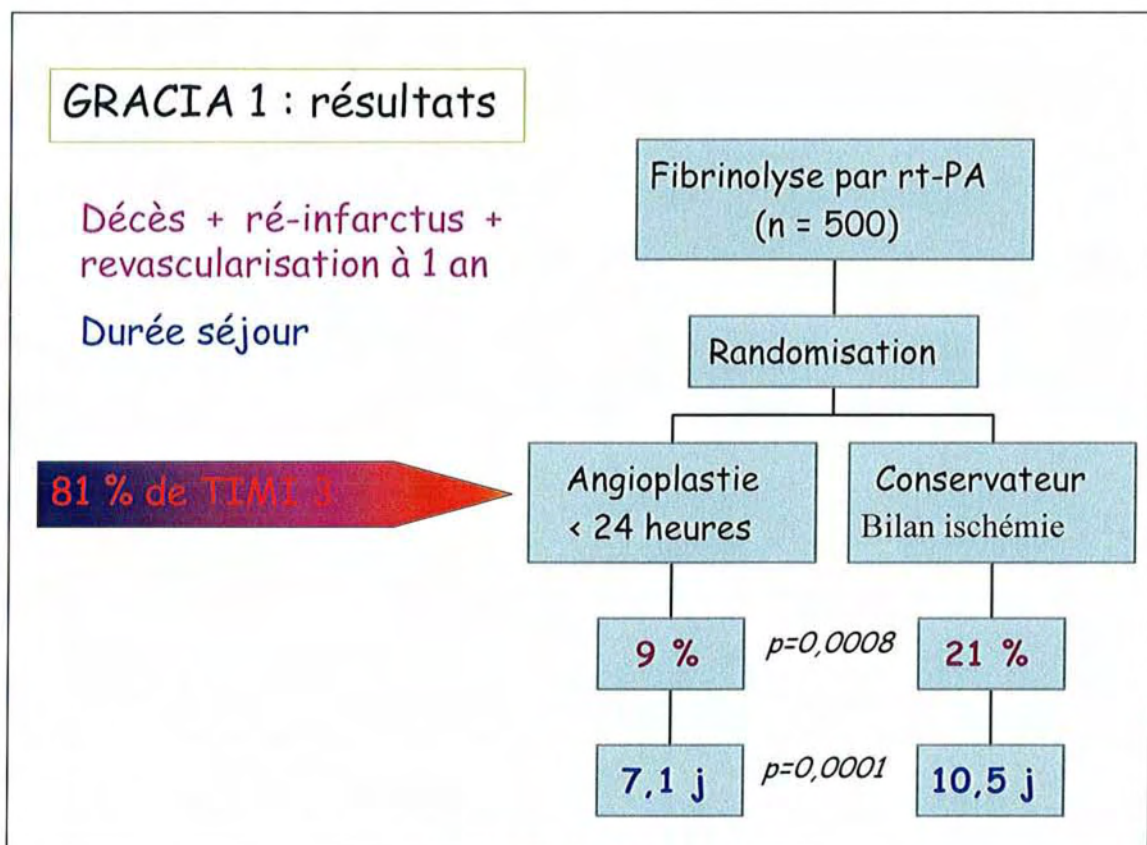 GRACIA 1 : résultats
Décès + ré-infarctus +
revascularisation à 1 an
Durée séjour
81 % de TIMI 3
Fibrinolyse par rt-PA
(n = 500)
Randomisation
Angioplastie
< 24 heures
Conservateur
Bilan ischémie
9 %
p=0,0008
21 %
7,1 j
p=0,0001
10,5 j